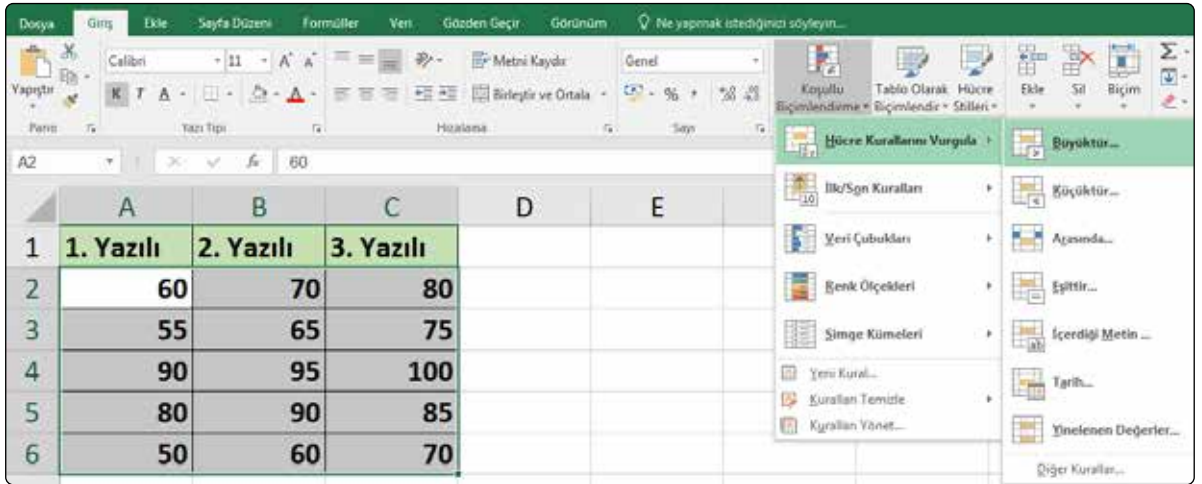 Dosya Giriş Ekle Sayfa Düzeni Formüller Veri Gözden Geçir Görünüm Ne yapmak istediğinizi söyleyin...
Yapıştır
Calibri 11
K T A
Metni Kaydır
Birleştir ve Ortala
Genel
%
Koşullu Biçimlendirme
Tablo Olarak Biçimlendir
Hücre Stilleri
Ekle Sil Biçim
Pano Yazı Tipi Hizalama Sayı
A2 fx 60
A B C D E
1 1. Yazılı 2. Yazılı 3. Yazılı
2 60 70 80
3 55 65 75
4 90 95 100
5 80 90 85
6 50 60 70
Hücre Kurallarını Vurgula
İlk/Son Kuralları
Veri Çubukları
Renk Ölçekleri
Simge Kümeleri
Yeni Kural...
Kuralları Temizle
Kuralları Yönet...
Büyüktür...
Küçüktür...
Arasında...
Eşittir...
İçerdiği Metin ...
Tarih...
Yinelenen Değerler...
Diğer Kurallar...